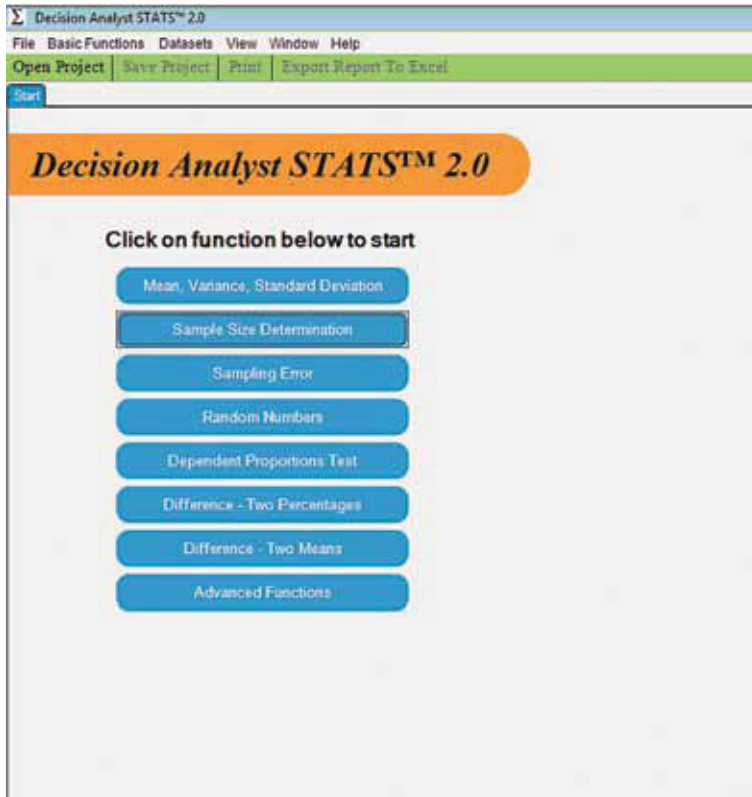 Σ Decision Analyst STATS™ 2.0
File Basic Functions Datasets View Window Help
Open Project Save Project Print Export Report To Excel
Start
Decision Analyst STATS™ 2.0
Click on function below to start
Mean, Variance, Standard Deviation
Sample Size Determination
Sampling Error
Random Numbers
Dependent Proportions Test
Difference - Two Percentages
Difference - Two Means
Advanced Functions